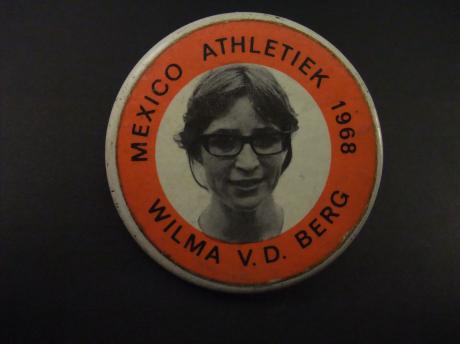 MEXICO ATHLETIEK 1968
WILMA V.D. BERG